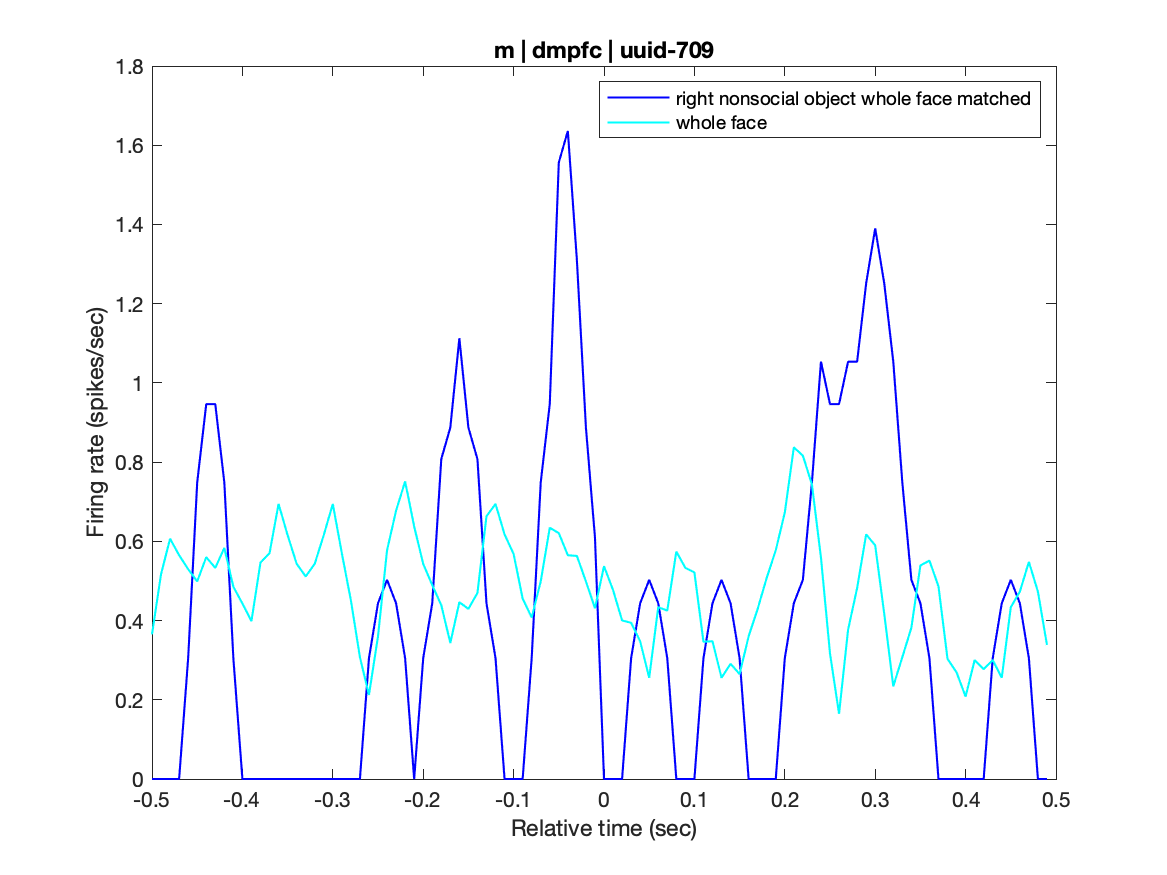 m | dmpfc | uuid-709
right nonsocial object whole face matched
whole face
Firing rate (spikes/sec)
1.8
1.6
1.4
1.2
1
0.8
0.6
0.4
0.2
0
-0.5 -0.4 -0.3 -0.2 -0.1 0 0.1 0.2 0.3 0.4 0.5
Relative time (sec)